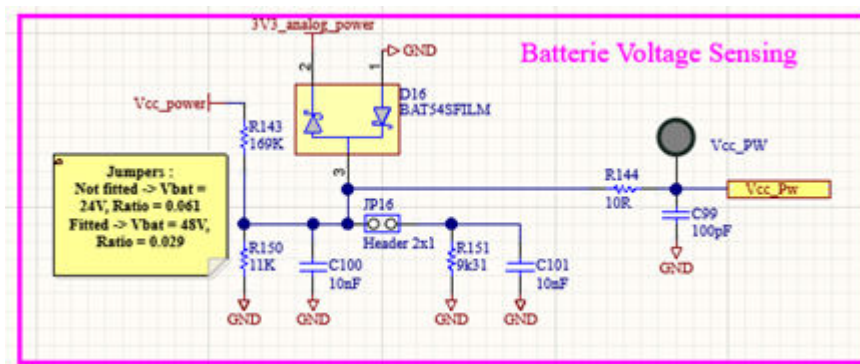 3V3_analog_power
GND
Batterie Voltage Sensing
2
1
D16
BAT54SFILM
Vcc_power
R143
169K
3
Vcc_PW
Jumpers :
Not fitted -> Vbat =
24V, Ratio = 0.061
Fitted -> Vbat = 48V,
Ratio = 0.029
R144
10R
Vcc_Pw
JP16
Header 2x1
C99
100pF
GND
R150
11K
C100
10nF
R151
9k31
C101
10nF
GND
GND
GND
GND